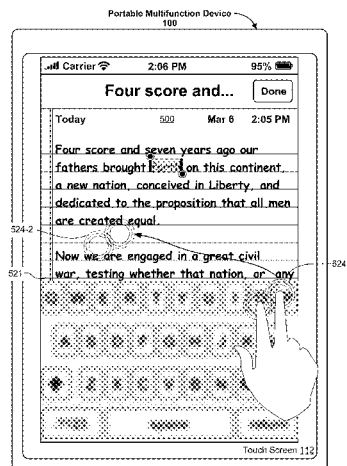 Portable Multifunction Device
100
Carrier 2:06 PM 95%
Four score and... Done
Today 500 Mar 6 2:05 PM
Four score and seven years ago our
fathers brought on this continent,
a new nation, conceived in Liberty, and
dedicated to the proposition that all men
are created equal.
524-2
Now we are engaged in a great civil
524
521
war, testing whether that nation, or any
Q W E R T Y U I O P
A S D F G H J K
Z X C V B N
Touch Screen 112